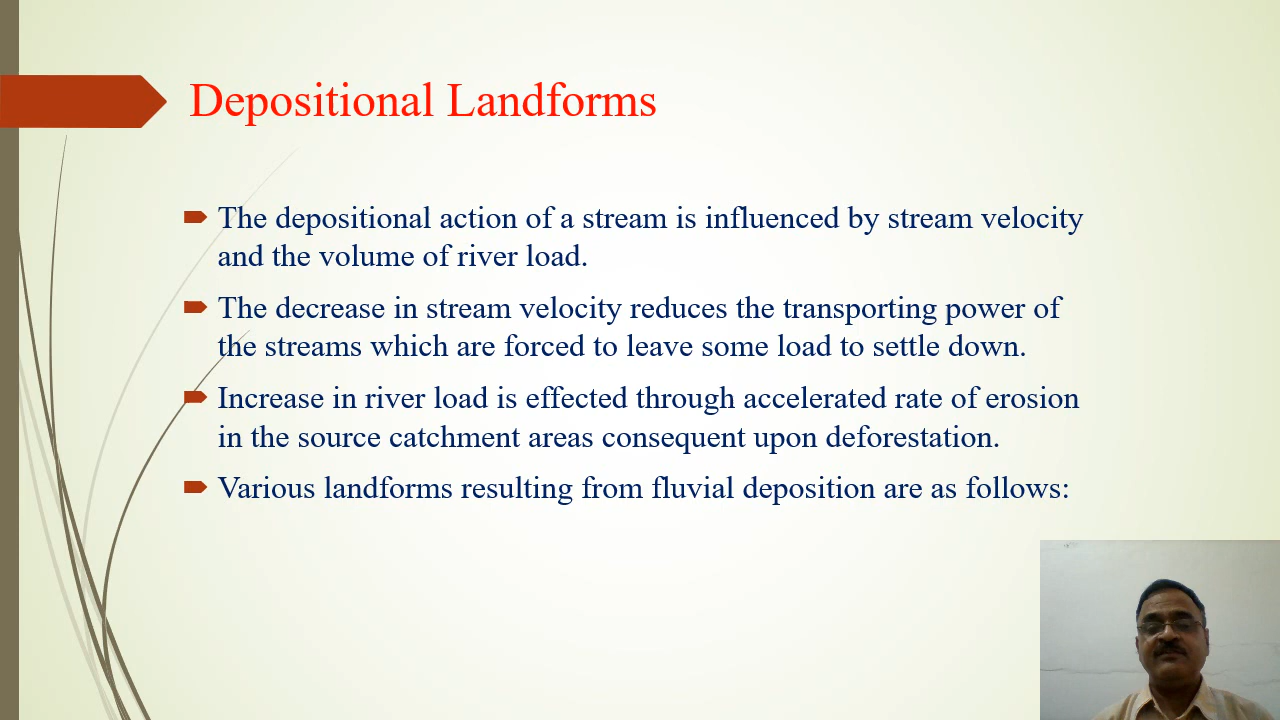 Depositional Landforms
The depositional action of a stream is influenced by stream velocity
and the volume of river load.
The decrease in stream velocity reduces the transporting power of
the streams which are forced to leave some load to settle down.
Increase in river load is effected through accelerated rate of erosion
in the source catchment areas consequent upon deforestation.
Various landforms resulting from fluvial deposition are as follows: